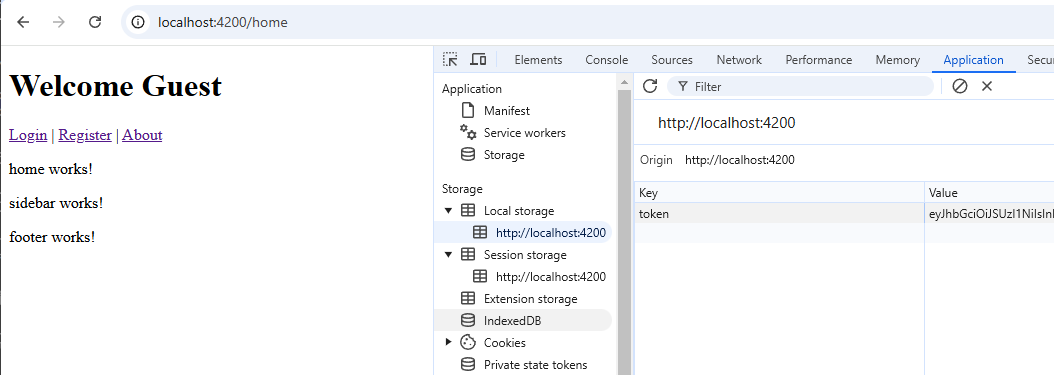 localhost:4200/home
Welcome Guest
Login | Register | About
home works!
sidebar works!
footer works!
Elements Console Sources Network Performance Memory Application Secu
Application
Manifest
Service workers
Storage
Storage
Local storage
http://localhost:4200
Session storage
http://localhost:4200
Extension storage
IndexedDB
Cookies
Private state tokens
Filter
http://localhost:4200
Origin http://localhost:4200
Key Value
token eyJhbGciOiJSUzI1NiIsInI